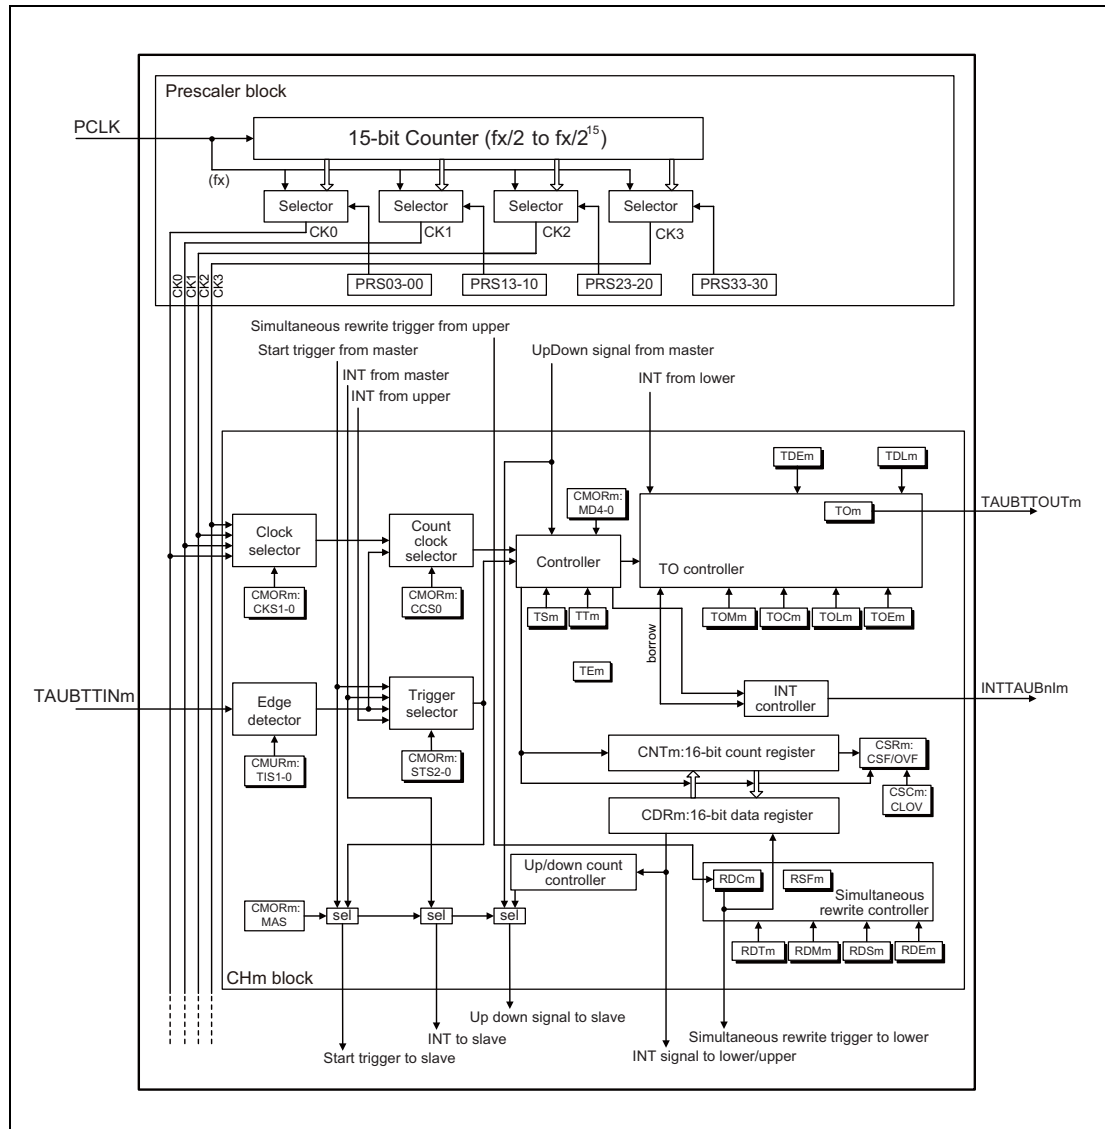 Prescaler block
PCLK
15-bit Counter (fx/2 to fx/2^15)
(fx)
Selector
Selector
Selector
Selector
CK0
CK1
CK2
CK3
CK0
CK1
CK2
CK3
PRS03-00
PRS13-10
PRS23-20
PRS33-30
Simultaneous rewrite trigger from upper
Start trigger from master
UpDown signal from master
INT from master
INT from lower
INT from upper
TDEm
TDLm
CMORm:
MD4-0
TOm
TAUBTTOUTm
Clock
selector
Count
clock
selector
Controller
TO controller
CMORm:
CKS1-0
CMORm:
CCS0
TSm
TTm
TOMm
TOCm
TOLm
TOEm
borrow
TEm
TAUBTTINm
Edge
detector
Trigger
selector
INT
controller
INTTAUBnIm
CMURm:
TIS1-0
CMORm:
STS2-0
CNTm:16-bit count register
CSRm:
CSF/OVF
CSCm:
CLOV
CDRm:16-bit data register
Up/down count
controller
RDCm
RSFm
Simultaneous
rewrite controller
CMORm:
MAS
sel
sel
sel
RDTm
RDMm
RDSm
RDEm
CHm block
Up down signal to slave
INT to slave
Simultaneous rewrite trigger to lower
Start trigger to slave
INT signal to lower/upper